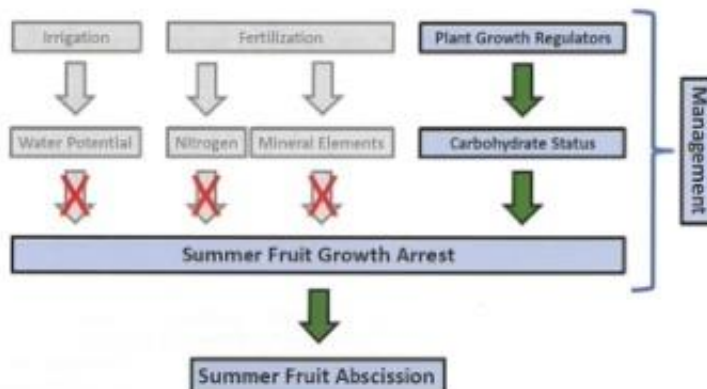 Irrigation
Fertilization
Plant Growth Regulators
Water Potential
Nitrogen
Mineral Elements
Carbohydrate Status
Management
Summer Fruit Growth Arrest
Summer Fruit Abscission